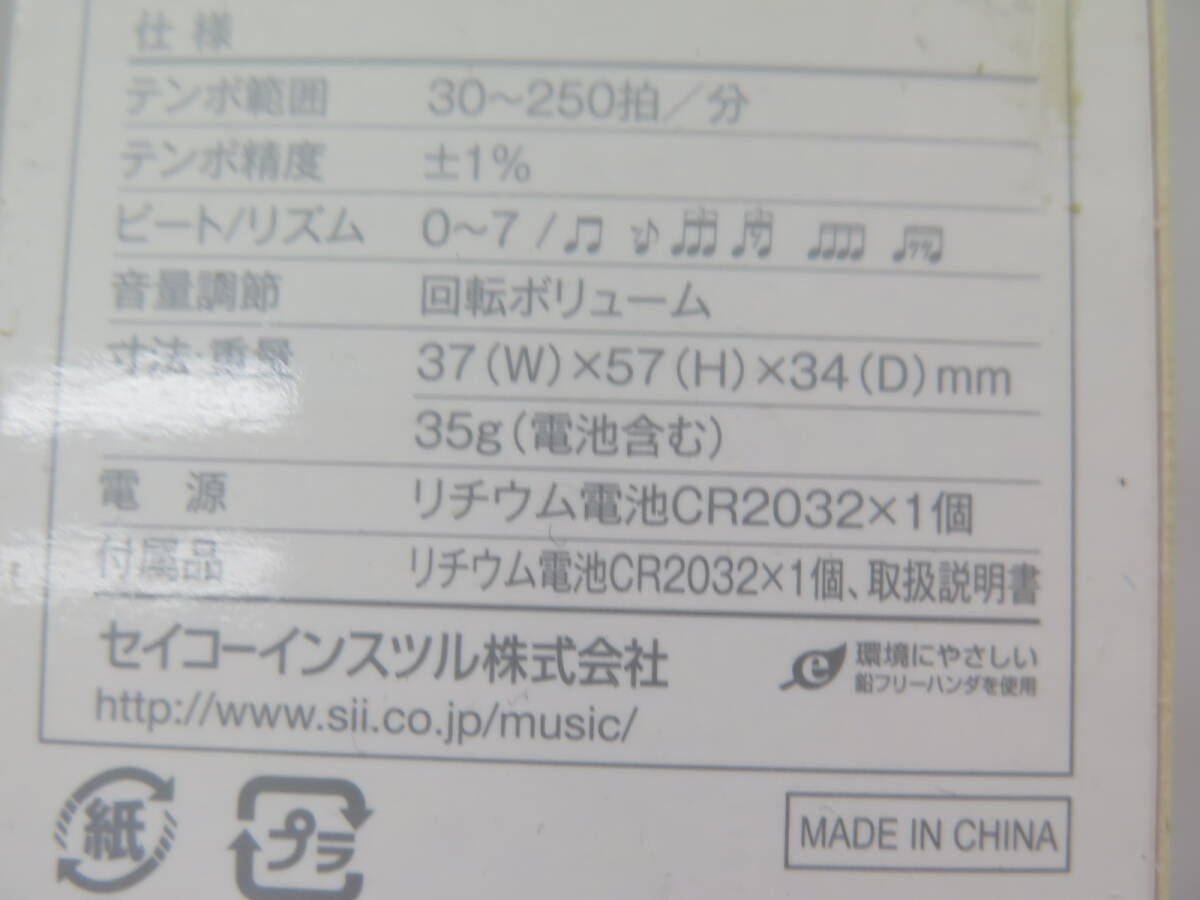 仕様
テンポ範囲 30～250拍／分
テンポ精度 ±1%
ビート/リズム 0～7 /
音量調節 回転ボリューム
寸法・重量 37(W)×57(H)×34(D)mm
35g(電池含む)
電 源 リチウム電池CR2032×1個
付属品 リチウム電池CR2032×1個、取扱説明書
セイコーインスツル株式会社
http://www.sii.co.jp/music/
e 環境にやさしい
鉛フリーハンダを使用
紙
プラ
MADE IN CHINA